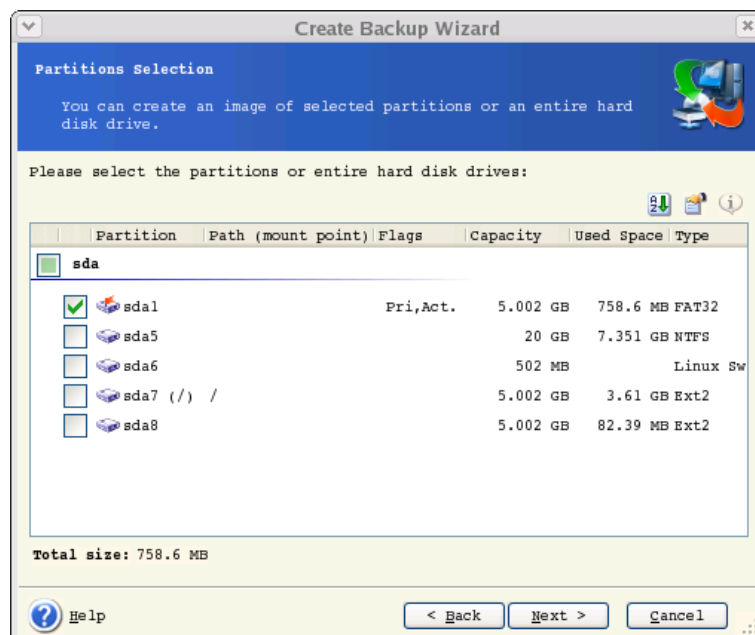 Create Backup Wizard
Partitions Selection
You can create an image of selected partitions or an entire hard
disk drive.
Please select the partitions or entire hard disk drives:
Partition Path (mount point) Flags Capacity Used Space Type
sda
sda1 Pri,Act. 5.002 GB 758.6 MB FAT32
sda5 20 GB 7.351 GB NTFS
sda6 502 MB Linux Sw
sda7 (/) / 5.002 GB 3.61 GB Ext2
sda8 5.002 GB 82.39 MB Ext2
Total size: 758.6 MB
Help < Back Next > Cancel